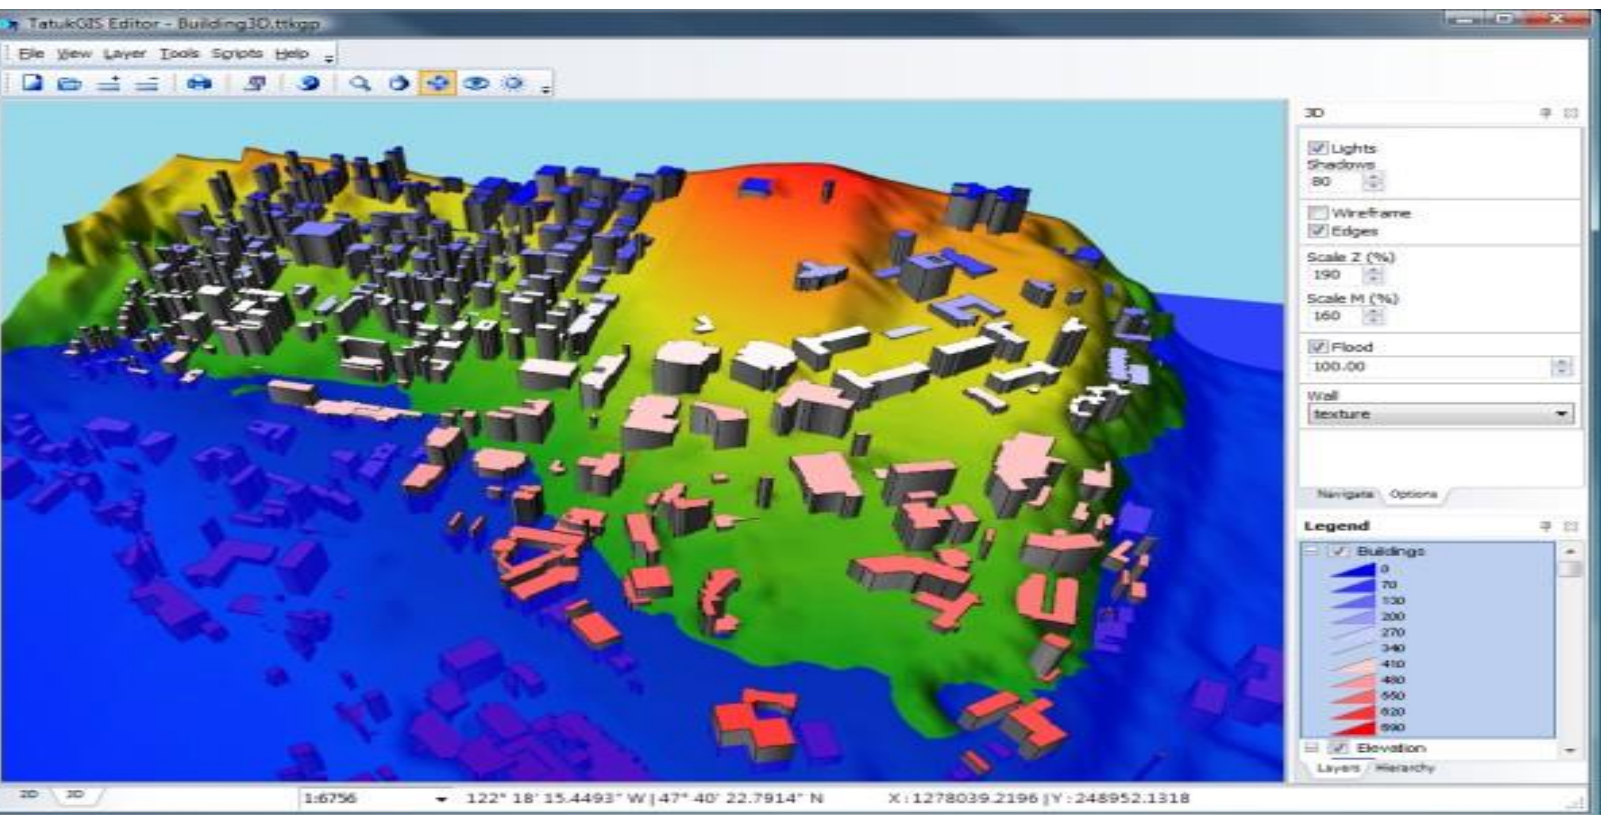 TatukGIS Editor - Building3D.ttkgp
File View Layer Tools Scripts Help
3D
Lights
Shadows
80
Wireframe
Edges
Scale Z (%)
190
Scale M (%)
160
Flood
100.00
Wall
texture
Navigate Options
Legend
Buildings
0
70
130
200
270
340
410
480
550
620
690
Elevation
Layers Hierarchy
2D 3D
1:6756 122° 18' 15.4493" W | 47° 40' 22.7914" N X : 1278039.2196 | Y : 248952.1318